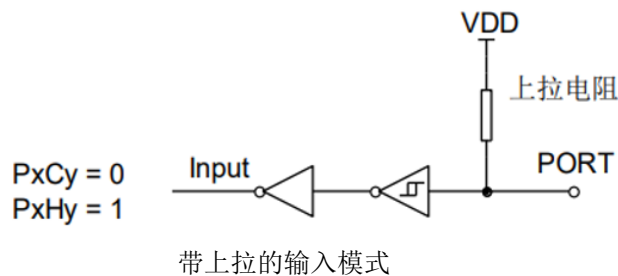 VDD
上拉电阻
PORT
Input
PxCy = 0
PxHy = 1
带上拉的输入模式